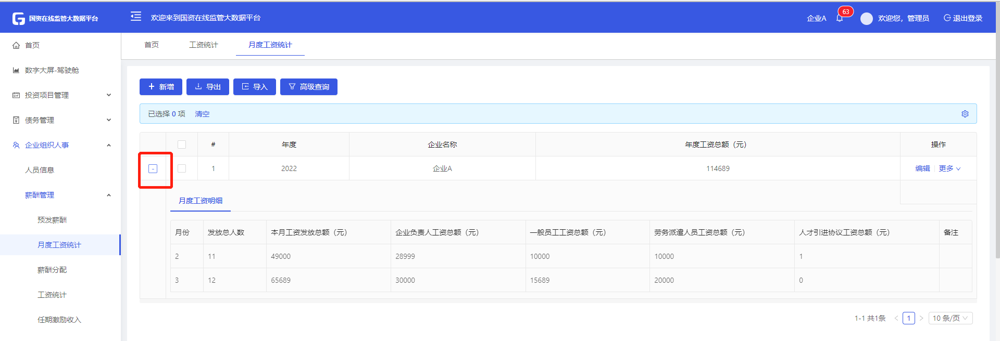 国资在线监管大数据平台
欢迎来到国资在线监管大数据平台
企业A
63
欢迎您，管理员
退出登录
首页
数字大屏-驾驶舱
投资项目管理
债务管理
企业组织人事
人员信息
薪酬管理
预发薪酬
月度工资统计
薪酬分配
工资统计
任期激励收入
首页 工资统计 月度工资统计
+ 新增 导出 导入 高级查询
已选择 0 项 清空
# 年度 企业名称 年度工资总额（元） 操作
- 1 2022 企业A 114689 编辑 更多
月度工资明细
月份 发放总人数 本月工资发放总额（元） 企业负责人工资总额（元） 一般员工工资总额（元） 劳务派遣人员工资总额（元） 人才引进协议工资总额（元） 备注
2 11 49000 28999 10000 10000 1
3 12 65689 30000 15689 20000 0
1-1 共1条 < 1 > 10 条/页